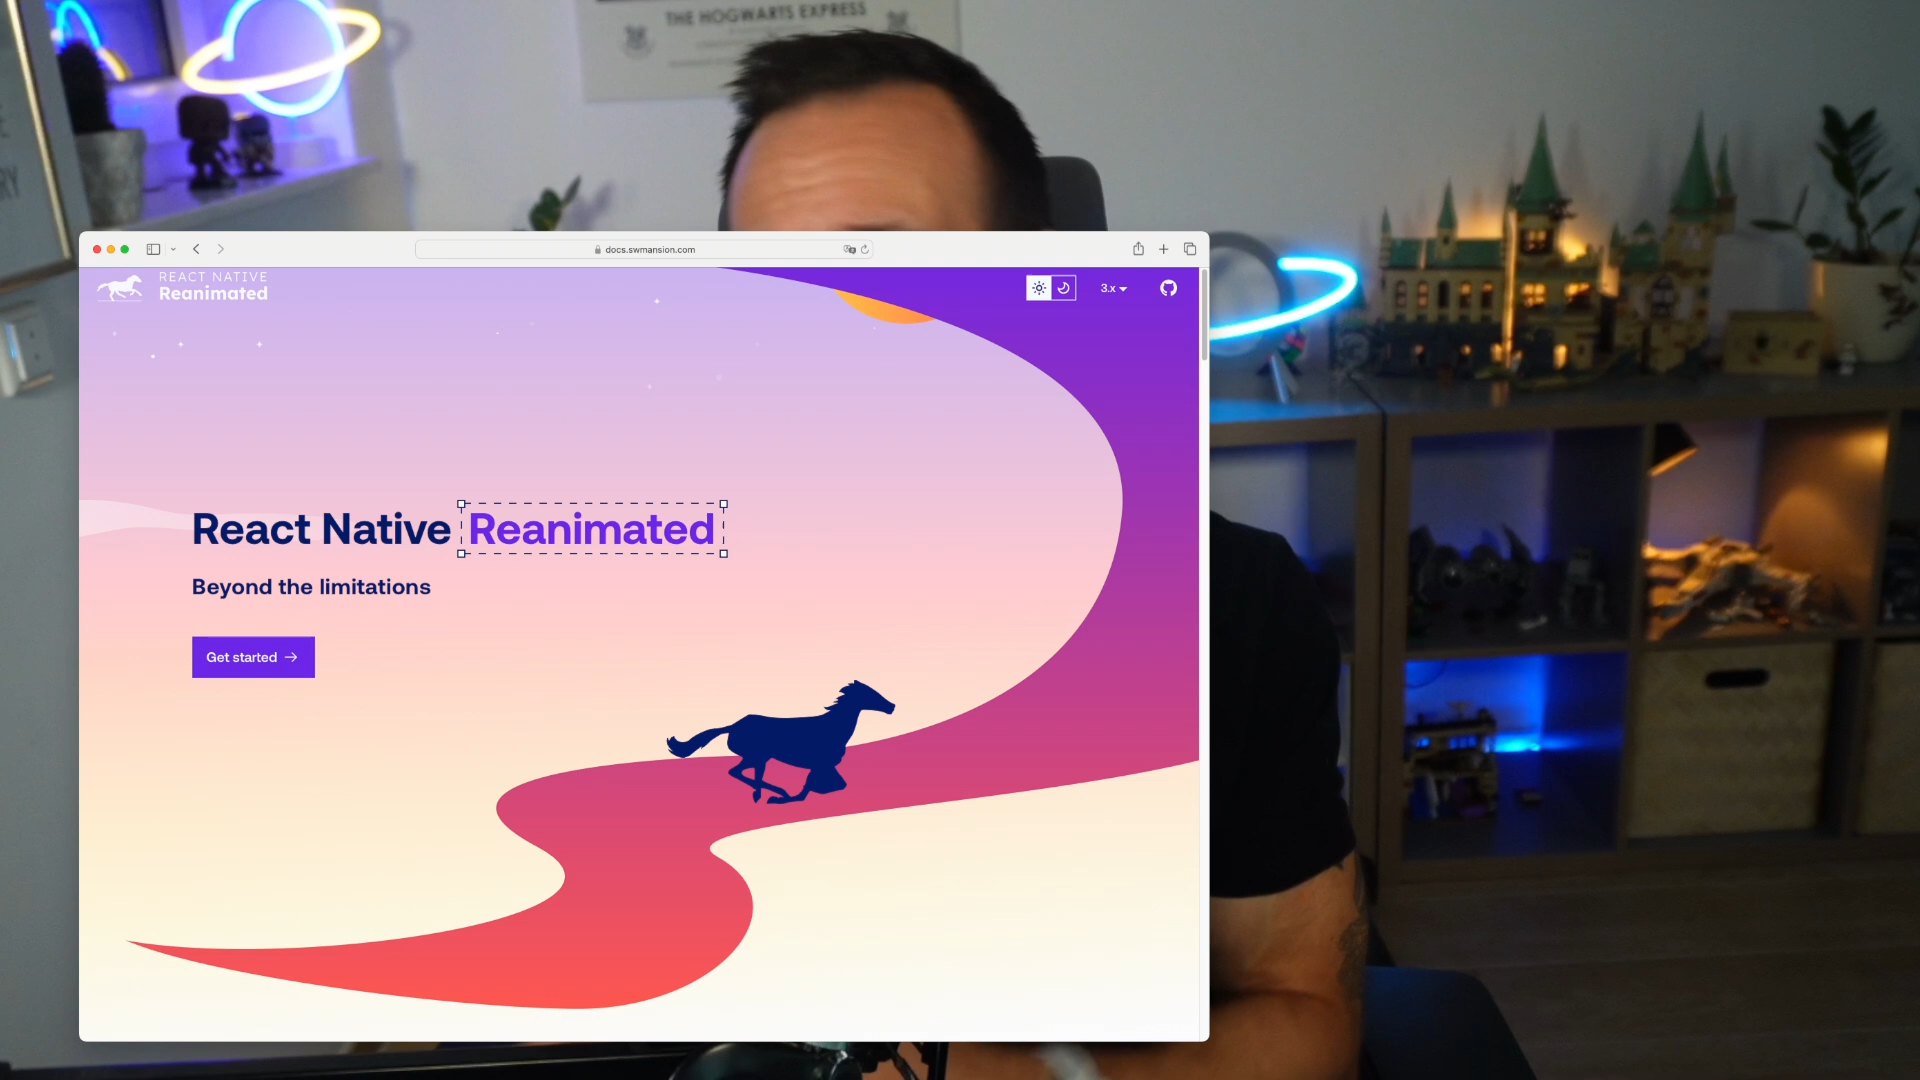 THE HOGWARTS EXPRESS
docs.swmansion.com
REACT NATIVE
Reanimated
3.x
React Native Reanimated
Beyond the limitations
Get started